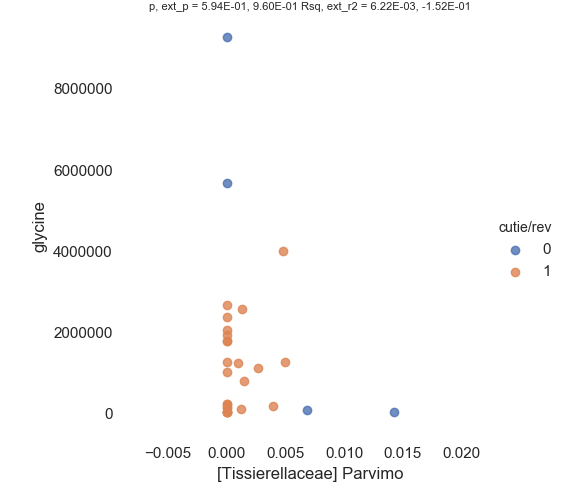 p, ext_p = 5.94E-01, 9.60E-01 Rsq, ext_r2 = 6.22E-03, -1.52E-01
8000000
6000000
4000000
2000000
0
glycine
−0.005 0.000 0.005 0.010 0.015 0.020
[Tissierellaceae] Parvimo
cutie/rev
0
1